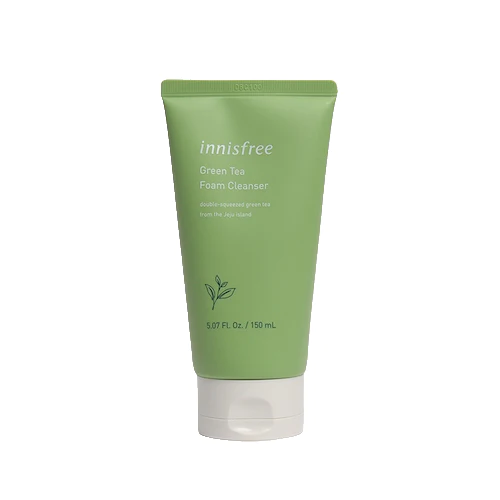 innisfree
Green Tea
Foam Cleanser
double-squeezed green tea
from the Jeju island
5.07 FL. Oz. / 150 mL